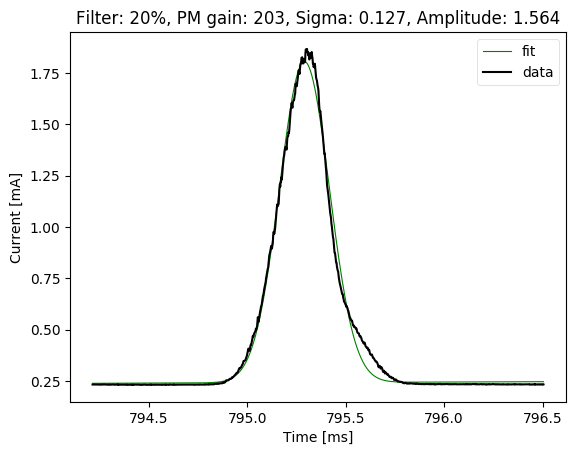 Filter: 20%, PM gain: 203, Sigma: 0.127, Amplitude: 1.564
fit
data
1.75
1.50
1.25
1.00
0.75
0.50
0.25
Current [mA]
794.5 795.0 795.5 796.0 796.5
Time [ms]